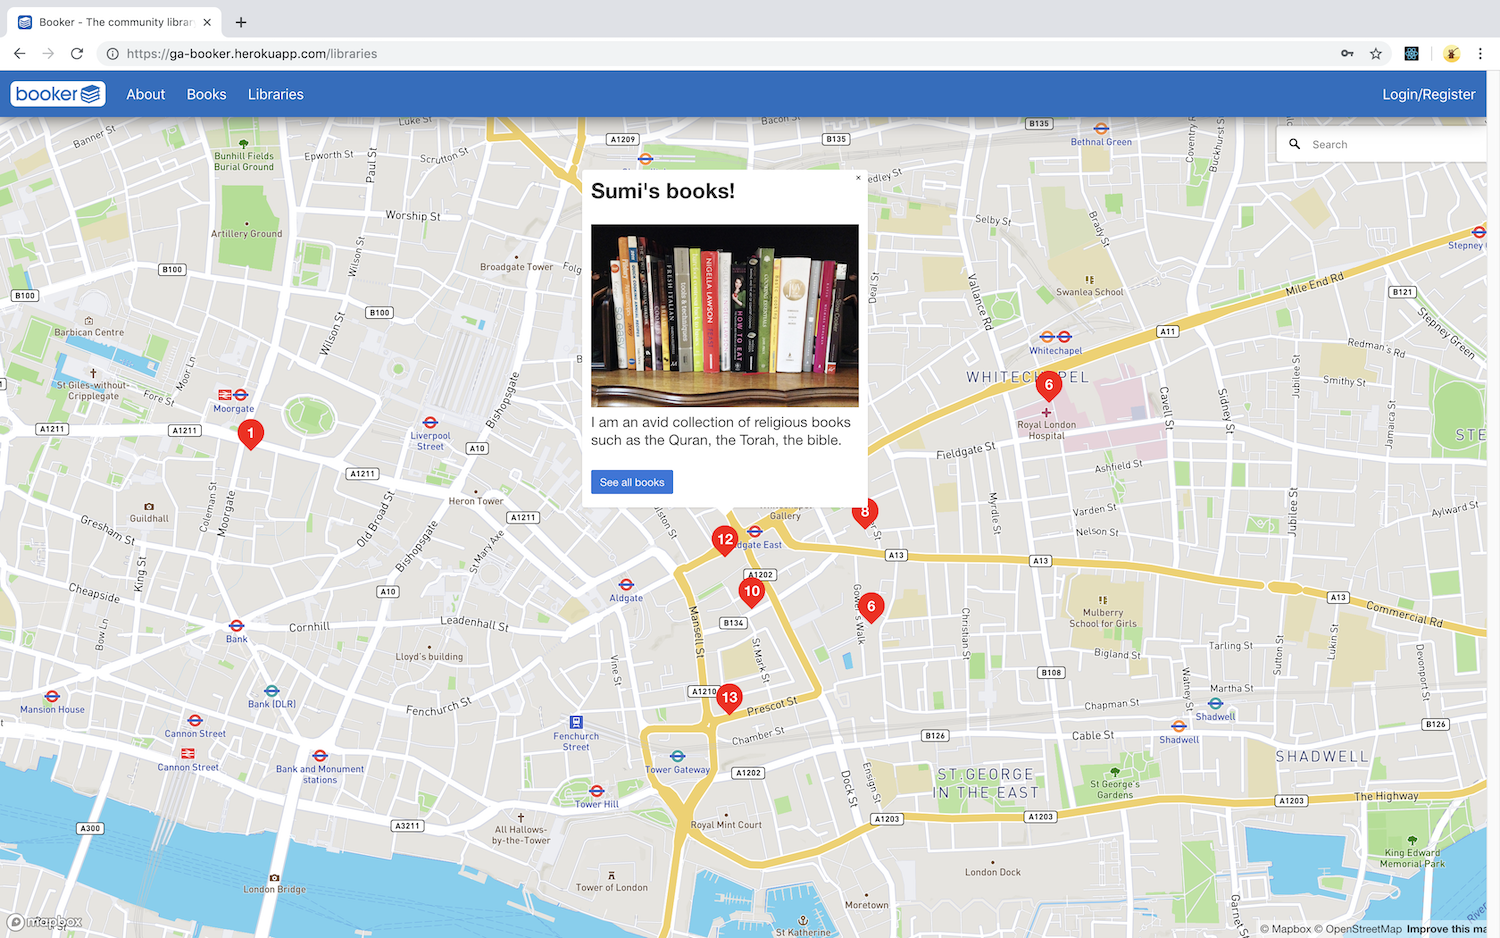 Booker - The community librar
https://ga-booker.herokuapp.com/libraries
booker
About
Books
Libraries
Login/Register
Search
Sumi's books!
FRESH ITALIAN
NIGELLA LAWSON
HOW TO EAT
I am an avid collection of religious books
such as the Quran, the Torah, the bible.
See all books
Banner St
Luke St
A1209
Bacon St
B135
B135
Bethnal Green
Coventry Rd
Buckhurst St
Bunhill Fields
Burial Ground
Epworth St
Paul St
Scrutton St
Worship St
Selby St
Brady St
Artillery Ground
Wilson St
Stepney
B100
Broadgate Tower
Deal St
Vallance Rd
Swanlea School
Mile End Rd
B121
B100
B100
Wilson St
Barbican Centre
Stepney Green
A11
Whitechapel
Redman's Rd
Moor Ln
Jubilee St
WHITECHAPEL
6
St Giles-without-
Cripplegate
Fore St
Bishopsgate
Smithy St
Moorgate
Cavell St
Sidney St
Jamaica St
Royal London
Hospital
A1211
A1211
1
Liverpool
Street
A10
STE
Fieldgate St
A1211
Ashfield St
Heron Tower
Coleman St
Moorgate
Old Broad St
Myrdle St
Jubilee St
Varden St
Aylward St
Guildhall
Gresham St
A1211
Gallery
8
Nelson St
King St
Bishopsgate
St Mary Axe
12
A13
A13
A1202
Aldgate
10
6
Cheapside
A10
Gower's Walk
A13
Commercial Rd
Mulberry
School for Girls
Bow Ln
Bank
Cornhill
Leadenhall St
Mansell St
B134
Christian St
Lukin St
Lloyd's building
St Mark St
Bigland St
Tarling St
Sutton St
Devonport St
Vine St
B108
Mansion House
Bank [DLR]
Fenchurch St
A1210
13
Prescot St
Watney St
Martha St
Chapman St
Shadwell
Cannon Street
Fenchurch
Street
Chamber St
B126
Cable St
Shadwell
B126
Cannon Street
Bank and Monument
stations
Tower Gateway
A1202
Dock St
Ensign St
ST.GEORGE
IN THE EAST
St George's
Gardens
SHADWELL
Tower Hill
A1203
The Highway
A300
A3211
All Hallows-
by-the-Tower
Royal Mint Court
A1203
A1203
King Edward
Memorial Park
London Bridge
Tower of London
London Dock
Moretown
Garnet St
St Katherine
River
mapbox
© Mapbox © OpenStreetMap Improve this ma